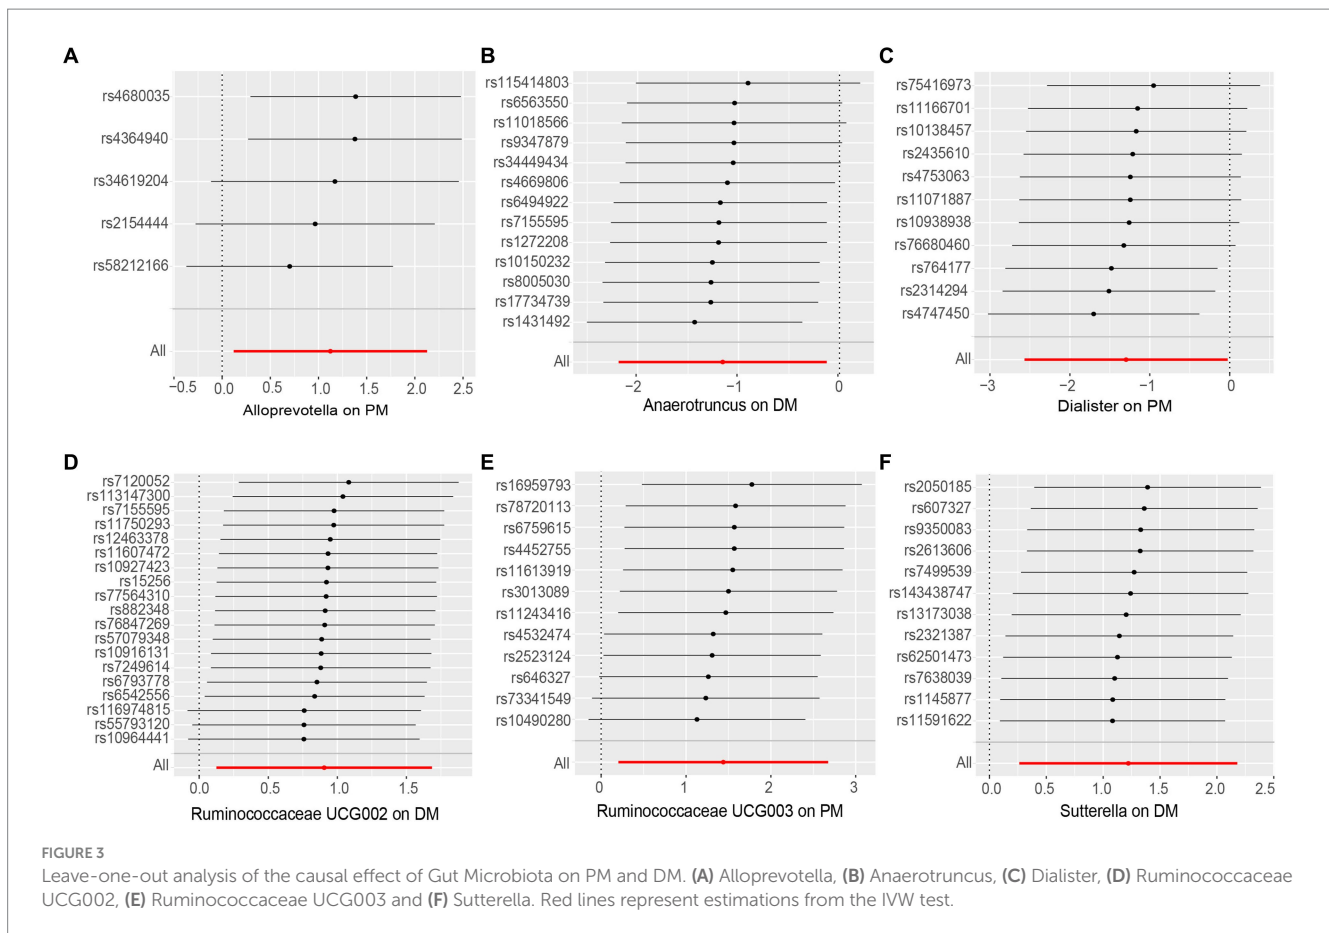 A
rs4680035
rs4364940
rs34619204
rs2154444
rs58212166
All
−0.5 0.0 0.5 1.0 1.5 2.0 2.5
Alloprevotella on PM
B
rs115414803
rs6563550
rs11018566
rs9347879
rs34449434
rs4669806
rs6494922
rs7155595
rs1272208
rs10150232
rs8005030
rs17734739
rs1431492
All
−2 −1 0
Anaerotruncus on DM
C
rs75416973
rs11166701
rs10138457
rs2435610
rs4753063
rs11071887
rs10938938
rs76680460
rs764177
rs2314294
rs4747450
All
−3 −2 −1 0
Dialister on PM
D
rs7120052
rs113147300
rs7155595
rs11750293
rs12463378
rs11607472
rs10927423
rs15256
rs77564310
rs882348
rs76847269
rs57079348
rs10916131
rs7249614
rs6793778
rs6542556
rs116974815
rs55793120
rs10964441
All
0.0 0.5 1.0 1.5
Ruminococcaceae UCG002 on DM
E
rs16959793
rs78720113
rs6759615
rs4452755
rs11613919
rs3013089
rs11243416
rs4532474
rs2523124
rs646327
rs73341549
rs10490280
All
0 1 2 3
Ruminococcaceae UCG003 on PM
F
rs2050185
rs607327
rs9350083
rs2613606
rs7499539
rs143438747
rs13173038
rs2321387
rs62501473
rs7638039
rs1145877
rs11591622
All
0.0 0.5 1.0 1.5 2.0 2.5
Sutterella on DM
FIGURE 3
Leave-one-out analysis of the causal effect of Gut Microbiota on PM and DM. (A) Alloprevotella, (B) Anaerotruncus, (C) Dialister, (D) Ruminococcaceae
UCG002, (E) Ruminococcaceae UCG003 and (F) Sutterella. Red lines represent estimations from the IVW test.